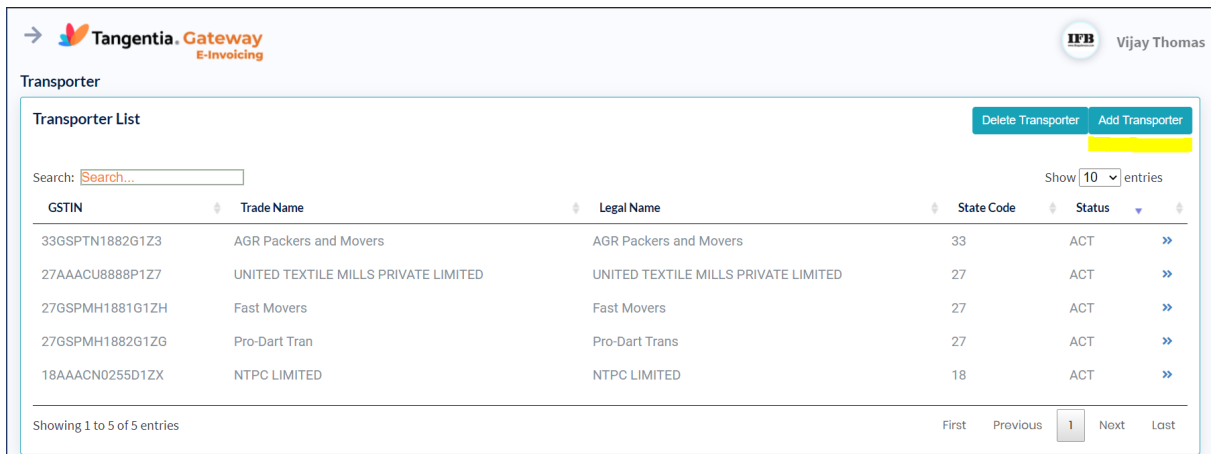 Tangentia. Gateway
E-Invoicing
IFB
Vijay Thomas
Transporter
Transporter List
Delete Transporter Add Transporter
Search: Search...
Show 10 entries
GSTIN Trade Name Legal Name State Code Status
33GSPTN1882G1Z3 AGR Packers and Movers AGR Packers and Movers 33 ACT »
27AAACU8888P1Z7 UNITED TEXTILE MILLS PRIVATE LIMITED UNITED TEXTILE MILLS PRIVATE LIMITED 27 ACT »
27GSPMH1881G1ZH Fast Movers Fast Movers 27 ACT »
27GSPMH1882G1ZG Pro-Dart Tran Pro-Dart Trans 27 ACT »
18AAACN0255D1ZX NTPC LIMITED NTPC LIMITED 18 ACT »
Showing 1 to 5 of 5 entries
First Previous 1 Next Last